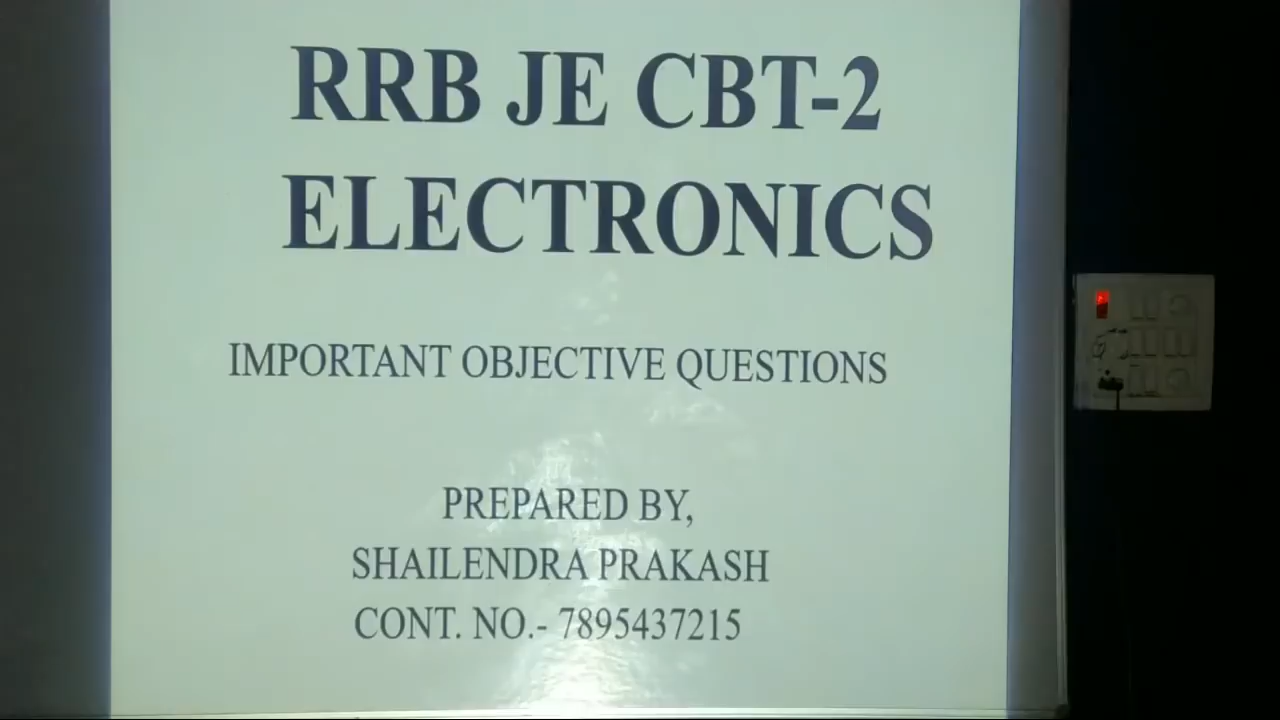 RRB JE CBT-2
ELECTRONICS
IMPORTANT OBJECTIVE QUESTIONS
PREPARED BY,
SHAILENDRA PRAKASH
CONT. NO.- 7895437215